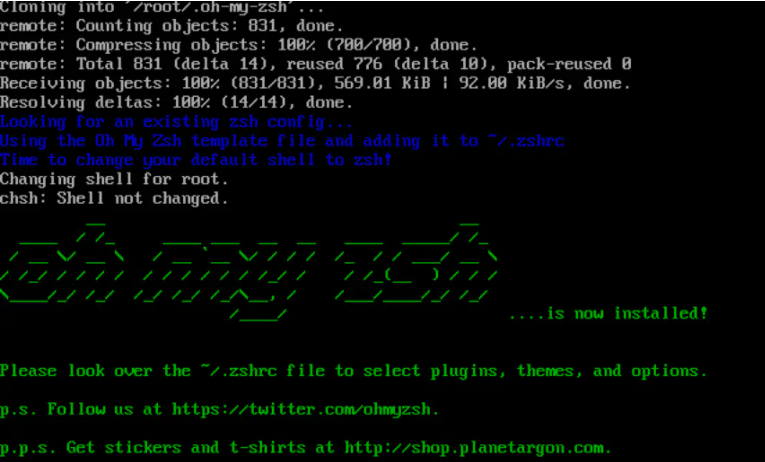 Cloning into '/root/.oh-my-zsh'...
remote: Counting objects: 831, done.
remote: Compressing objects: 100% (700/700), done.
remote: Total 831 (delta 14), reused 776 (delta 10), pack-reused 0
Receiving objects: 100% (831/831), 569.01 KiB | 92.00 KiB/s, done.
Resolving deltas: 100% (14/14), done.
Looking for an existing zsh config...
Using the Oh My Zsh template file and adding it to ~/.zshrc
Time to change your default shell to zsh!
Changing shell for root.
chsh: Shell not changed.
oh my zsh
....is now installed!
Please look over the ~/.zshrc file to select plugins, themes, and options.
p.s. Follow us at https://twitter.com/ohmyzsh.
p.p.s. Get stickers and t-shirts at http://shop.planetargon.com.